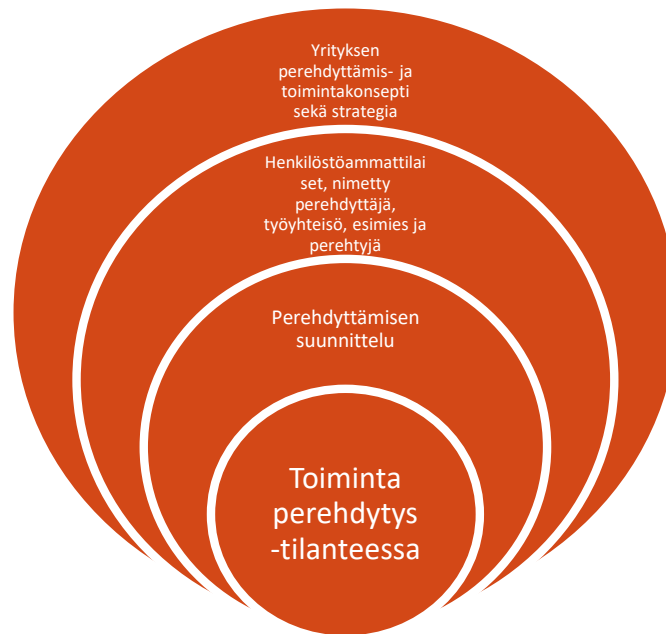 Yrityksen
perehdyttämis- ja
toimintakonsepti
sekä strategia
Henkilöstöammattilai
set, nimetty
perehdyttäjä,
työyhteisö, esimies ja
perehtyjä
Perehdyttämisen
suunnittelu
Toiminta
perehdytys
-tilanteessa